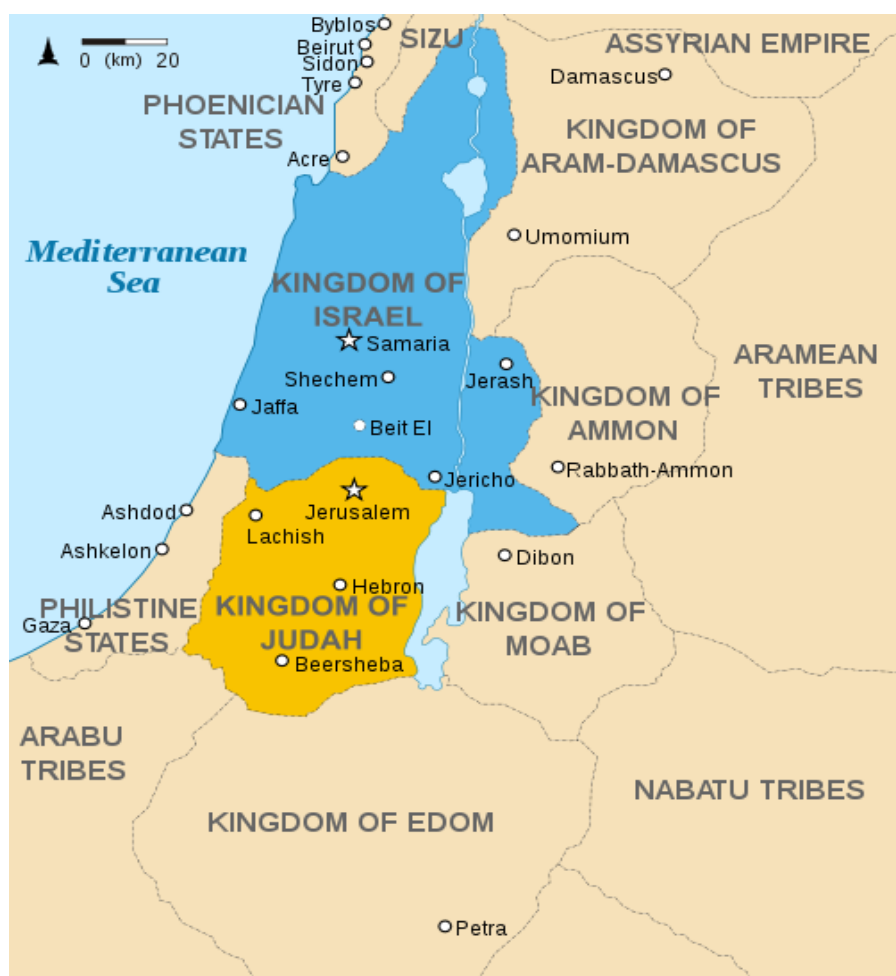 Byblos
Beirut
Sidon
Tyre
0 (km) 20
SIZU
ASSYRIAN EMPIRE
Damascus
PHOENICIAN
STATES
KINGDOM OF
ARAM-DAMASCUS
Acre
Umomium
Mediterranean
Sea
KINGDOM OF
ISRAEL
Samaria
Shechem
Jerash
ARAMEAN
TRIBES
Jaffa
KINGDOM OF
AMMON
Beit El
Rabbath-Ammon
Jericho
Jerusalem
Ashdod
Lachish
Ashkelon
Dibon
Hebron
PHILISTINE
STATES
Gaza
KINGDOM OF
JUDAH
KINGDOM OF
MOAB
Beersheba
ARABU
TRIBES
NABATU TRIBES
KINGDOM OF EDOM
Petra